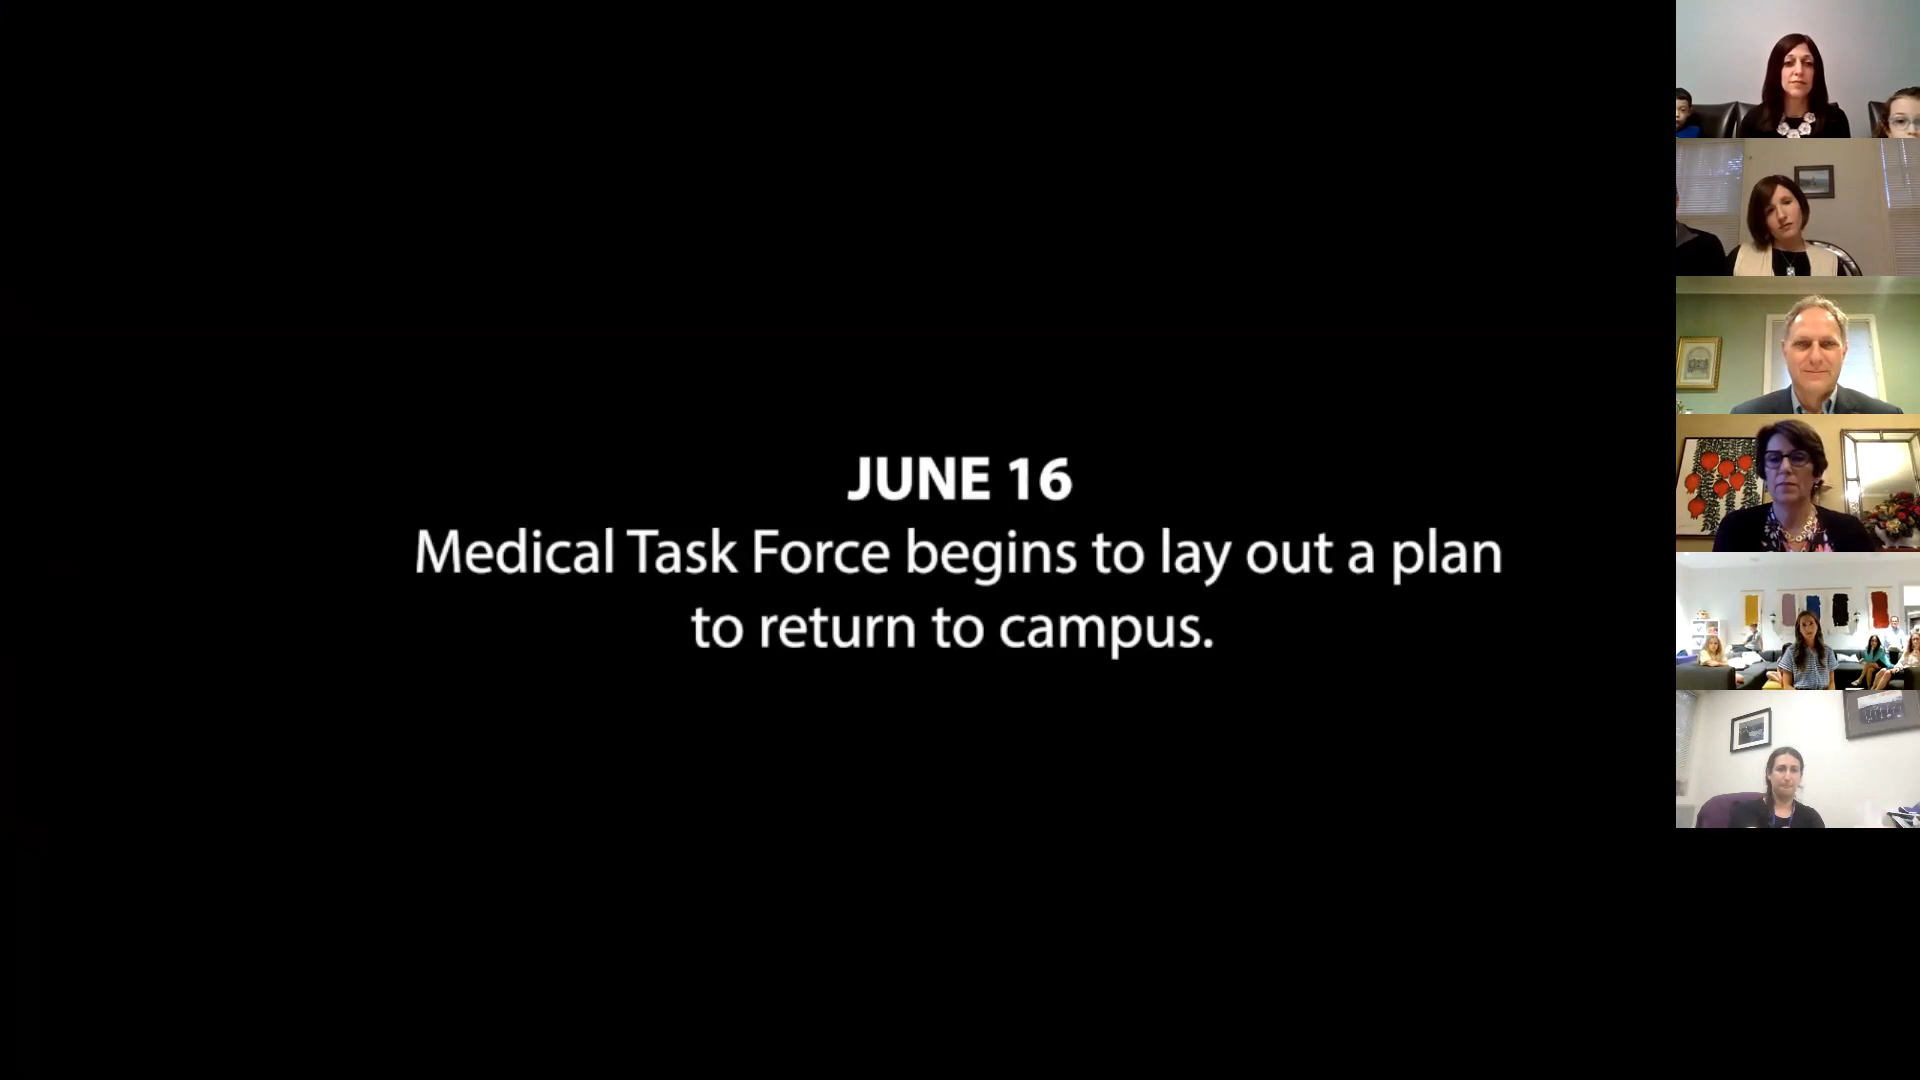 JUNE 16
Medical Task Force begins to lay out a plan
to return to campus.